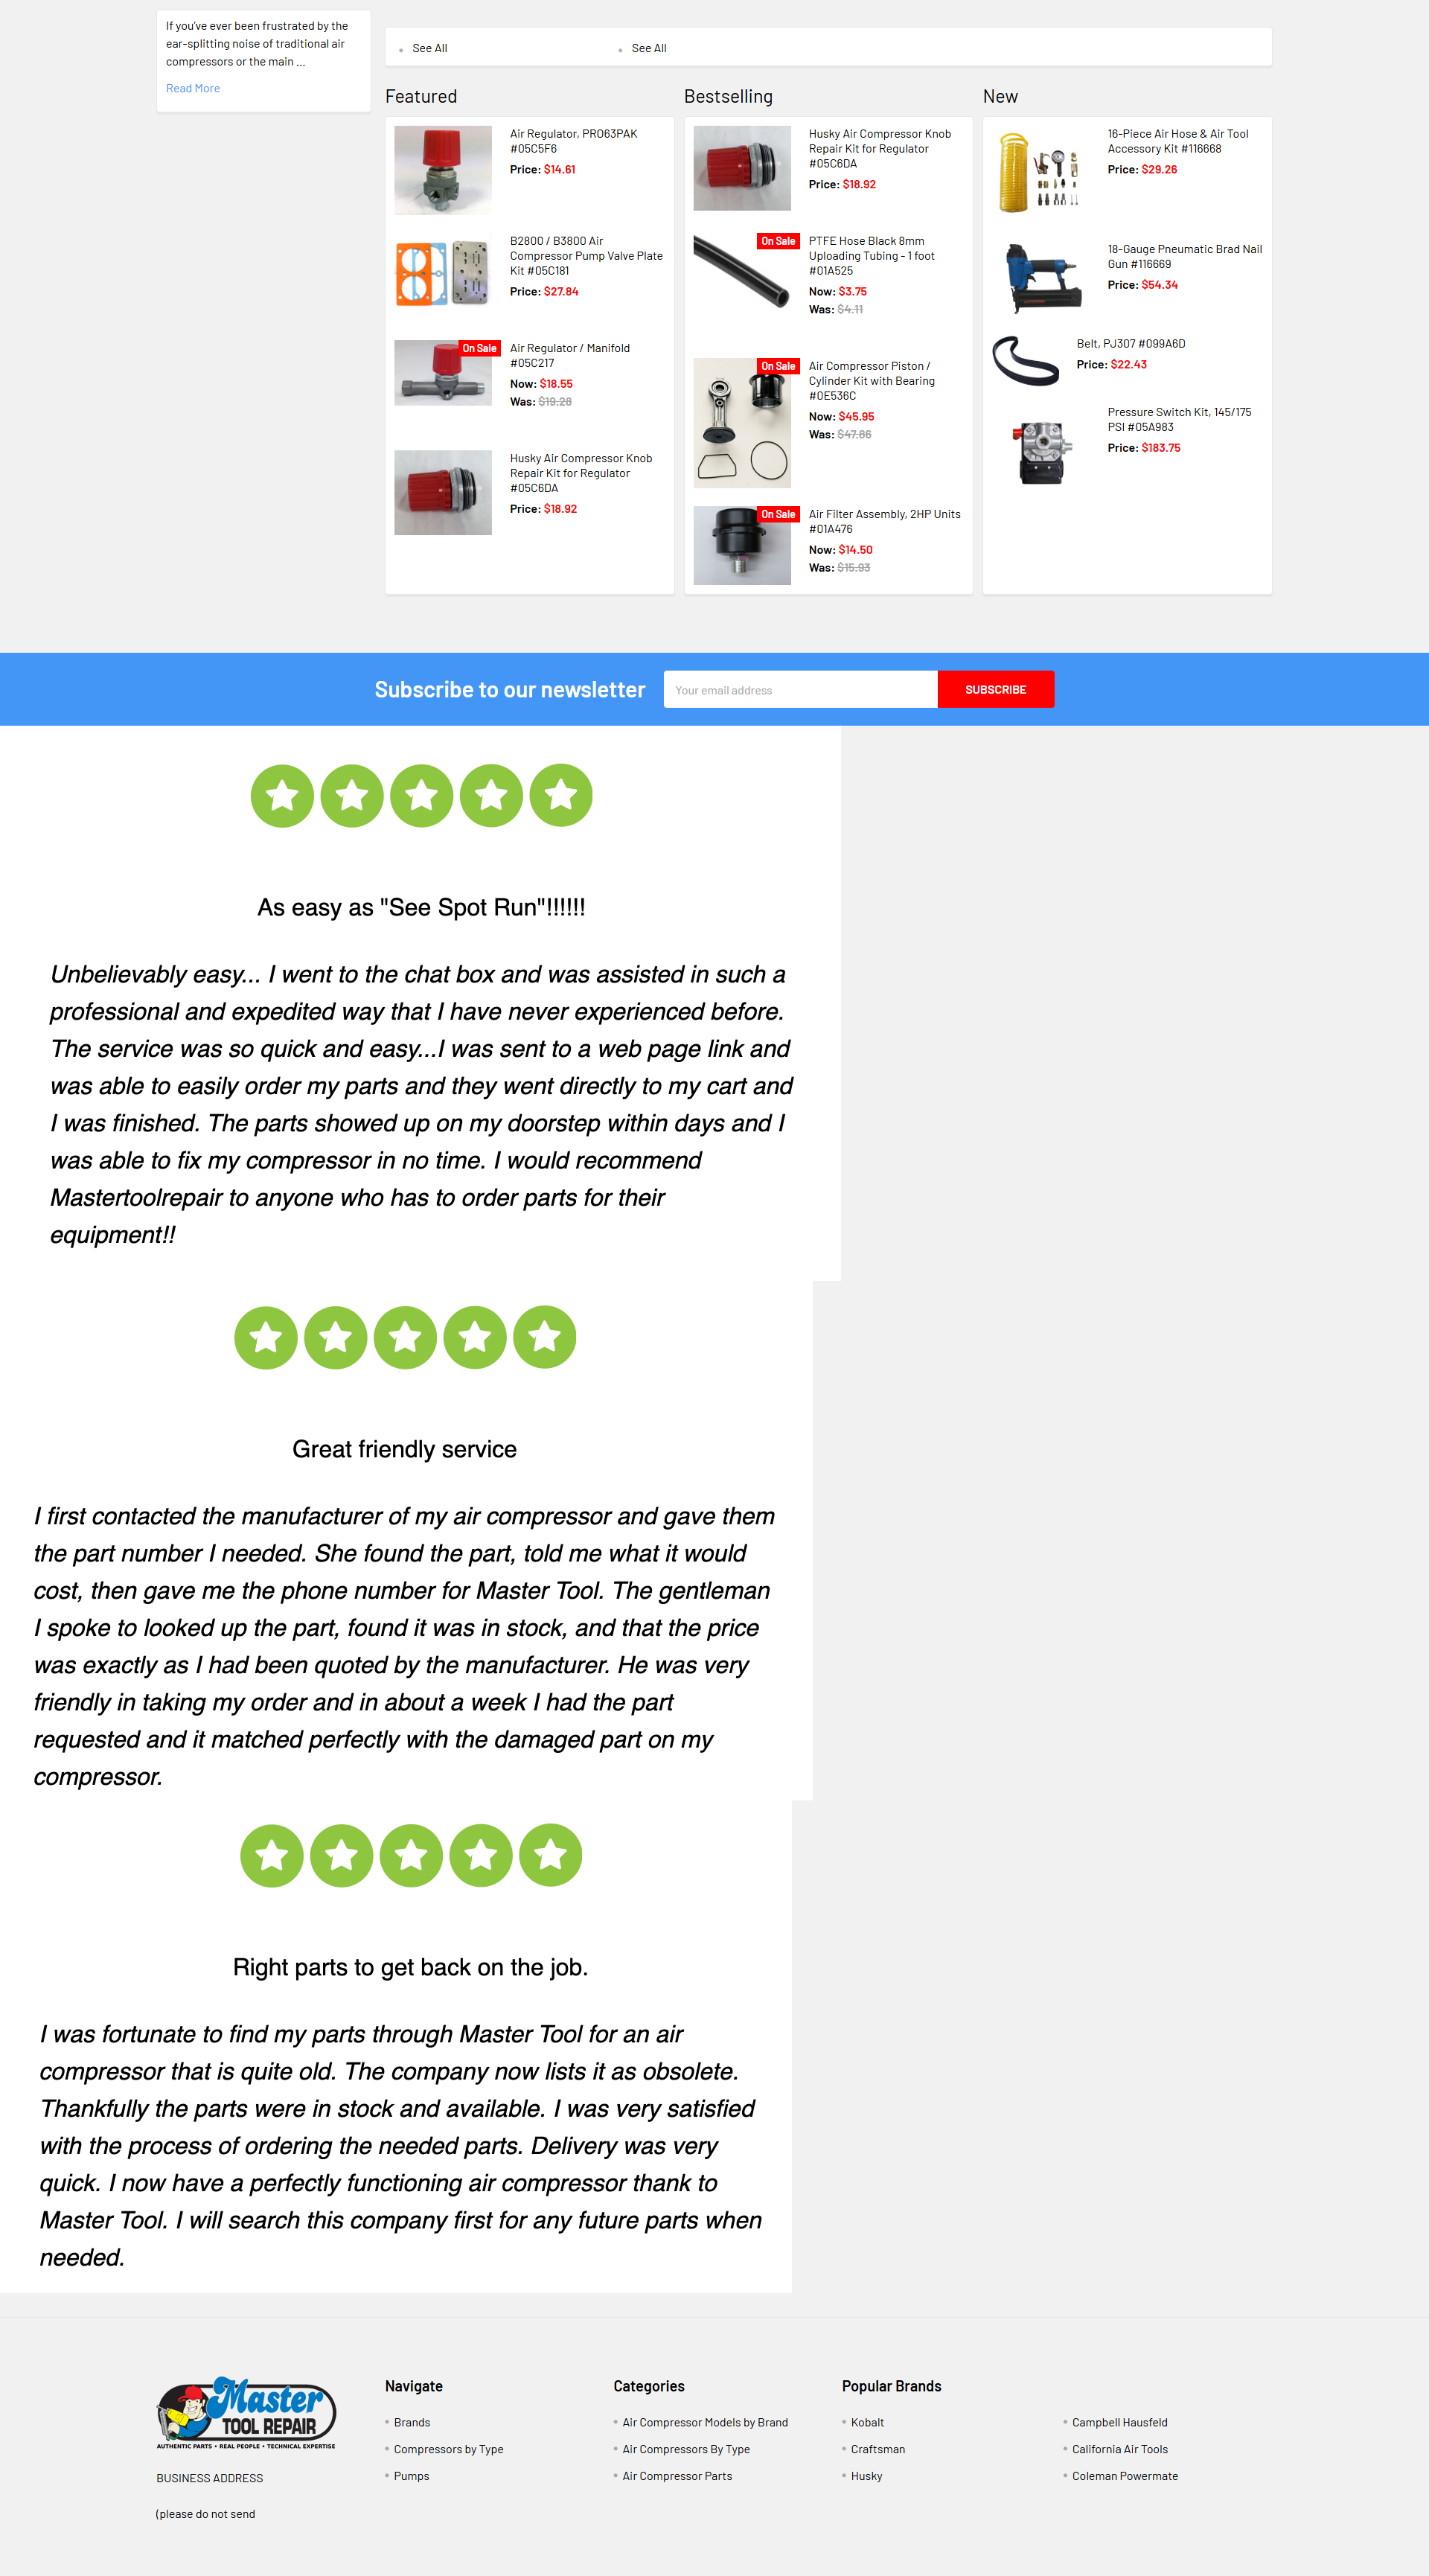 If you've ever been frustrated by the
ear-splitting noise of traditional air
compressors or the main …
Read More
See All
See All
Featured
Air Regulator, PRO63PAK
#05C5F6
Price: $14.61
B2800 / B3800 Air
Compressor Pump Valve Plate
Kit #05C181
Price: $27.84
On Sale
Air Regulator / Manifold
#05C217
Now: $18.55
Was: $19.28
Husky Air Compressor Knob
Repair Kit for Regulator
#05C6DA
Price: $18.92
Bestselling
Husky Air Compressor Knob
Repair Kit for Regulator
#05C6DA
Price: $18.92
On Sale
PTFE Hose Black 8mm
Uploading Tubing - 1 foot
#01A525
Now: $3.75
Was: $4.11
On Sale
Air Compressor Piston /
Cylinder Kit with Bearing
#0E536C
Now: $45.95
Was: $47.86
On Sale
Air Filter Assembly, 2HP Units
#01A476
Now: $14.50
Was: $15.93
New
16-Piece Air Hose & Air Tool
Accessory Kit #116668
Price: $29.26
18-Gauge Pneumatic Brad Nail
Gun #116669
Price: $54.34
Belt, PJ307 #099A6D
Price: $22.43
Pressure Switch Kit, 145/175
PSI #05A983
Price: $183.75
Subscribe to our newsletter
Your email address
SUBSCRIBE
As easy as "See Spot Run"!!!!!!
Unbelievably easy... I went to the chat box and was assisted in such a
professional and expedited way that I have never experienced before.
The service was so quick and easy...I was sent to a web page link and
was able to easily order my parts and they went directly to my cart and
I was finished. The parts showed up on my doorstep within days and I
was able to fix my compressor in no time. I would recommend
Mastertoolrepair to anyone who has to order parts for their
equipment!!
Great friendly service
I first contacted the manufacturer of my air compressor and gave them
the part number I needed. She found the part, told me what it would
cost, then gave me the phone number for Master Tool. The gentleman
I spoke to looked up the part, found it was in stock, and that the price
was exactly as I had been quoted by the manufacturer. He was very
friendly in taking my order and in about a week I had the part
requested and it matched perfectly with the damaged part on my
compressor.
Right parts to get back on the job.
I was fortunate to find my parts through Master Tool for an air
compressor that is quite old. The company now lists it as obsolete.
Thankfully the parts were in stock and available. I was very satisfied
with the process of ordering the needed parts. Delivery was very
quick. I now have a perfectly functioning air compressor thank to
Master Tool. I will search this company first for any future parts when
needed.
Master
TOOL REPAIR
AUTHENTIC PARTS • REAL PEOPLE • TECHNICAL EXPERTISE
BUSINESS ADDRESS
(please do not send
Navigate
Brands
Compressors by Type
Pumps
Categories
Air Compressor Models by Brand
Air Compressors By Type
Air Compressor Parts
Popular Brands
Kobalt
Craftsman
Husky
Campbell Hausfeld
California Air Tools
Coleman Powermate